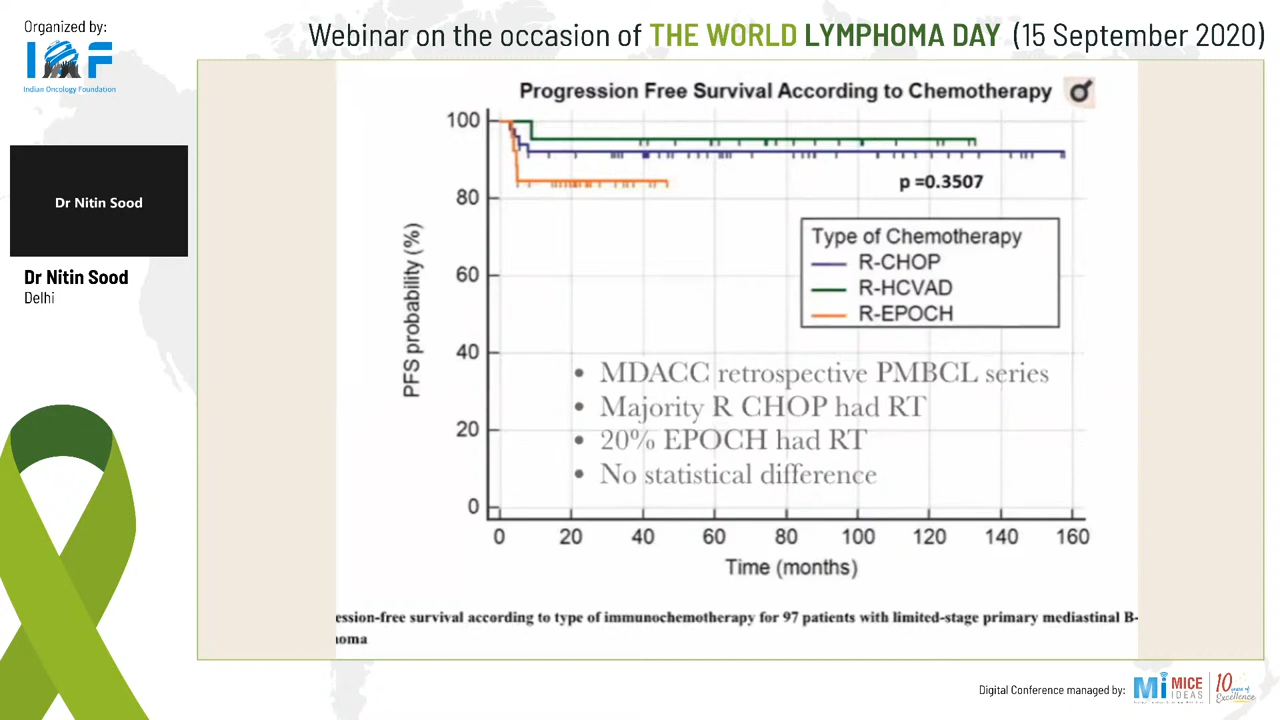 Organized by:
IOF
Indian Oncology Foundation
Webinar on the occasion of THE WORLD LYMPHOMA DAY (15 September 2020)
Dr Nitin Sood
Dr Nitin Sood
Delhi
Progression Free Survival According to Chemotherapy
100
80
60
40
20
0
PFS probability (%)
p =0.3507
Type of Chemotherapy
R-CHOP
R-HCVAD
R-EPOCH
• MDACC retrospective PMBCL series
• Majority R CHOP had RT
• 20% EPOCH had RT
• No statistical difference
0 20 40 60 80 100 120 140 160
Time (months)
ession-free survival according to type of immunochemotherapy for 97 patients with limited-stage primary mediastinal B-
oma
Digital Conference managed by:
Mi MICE
IDEAS
10 years of
Excellence